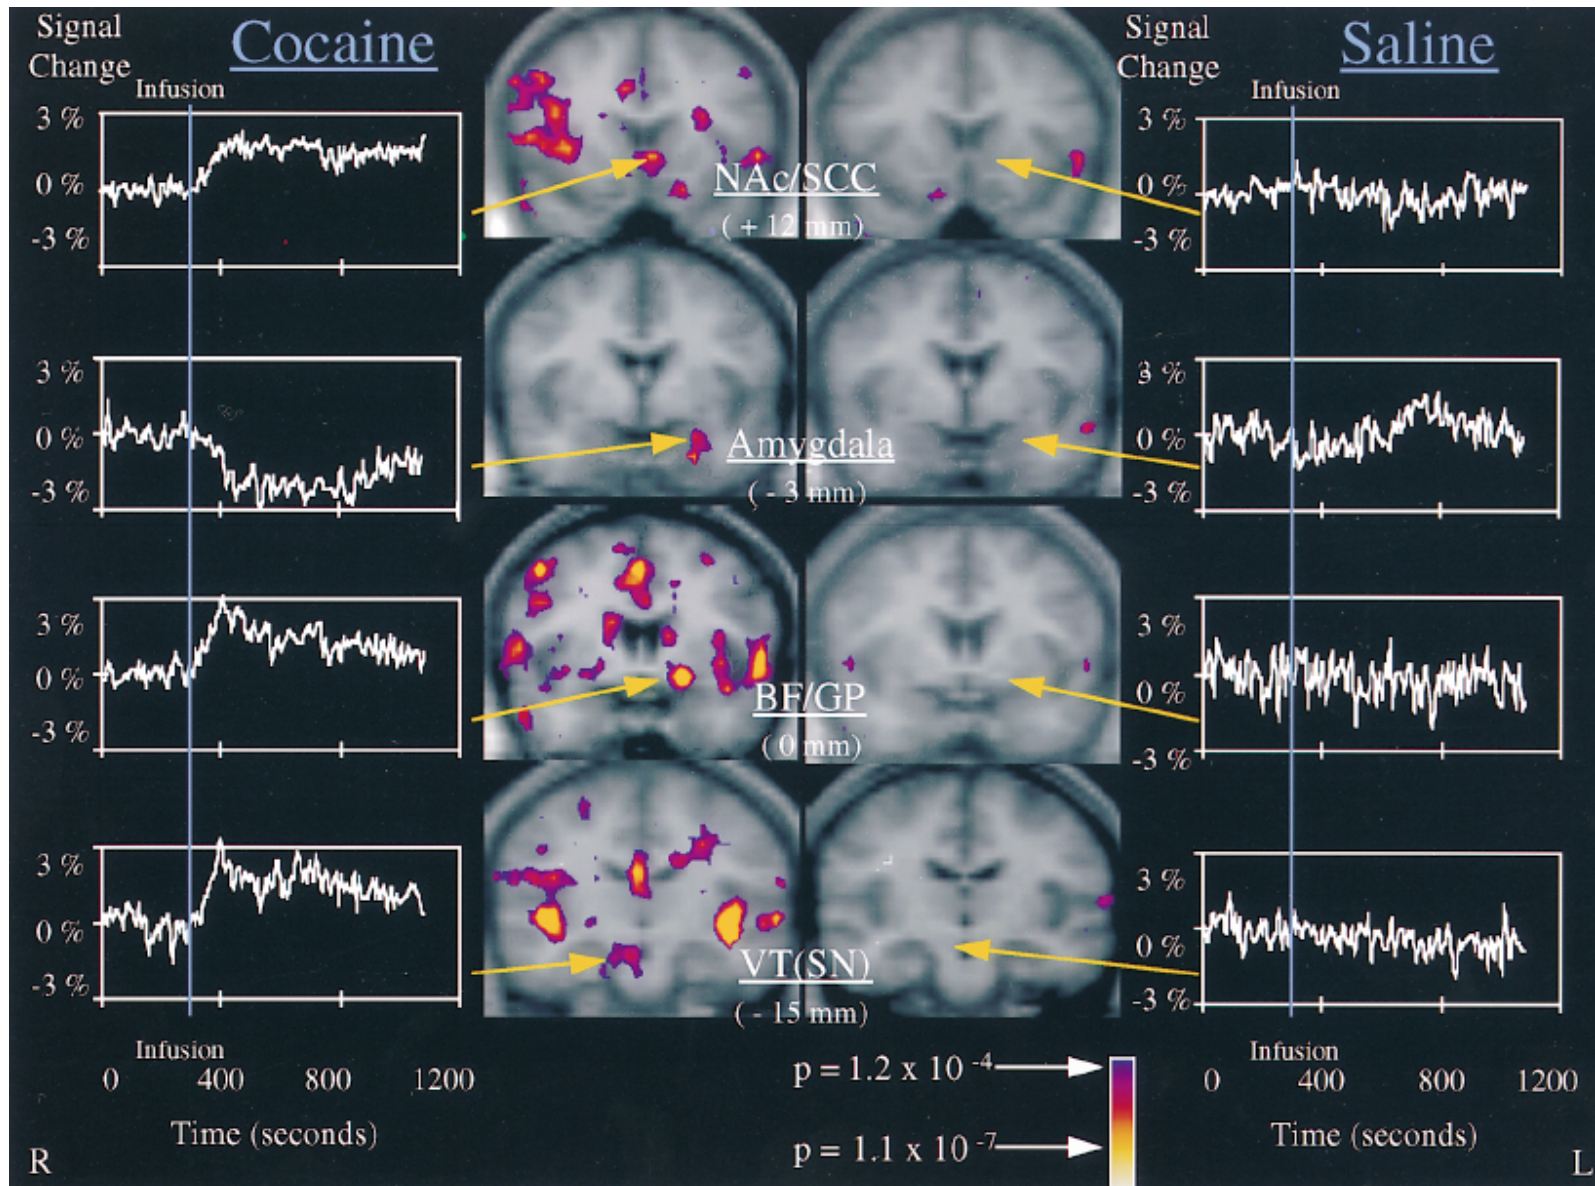 Signal
Change
Cocaine
Infusion
3 %
0 %
-3 %
3 %
0 %
-3 %
3 %
0 %
-3 %
3 %
0 %
-3 %
Infusion
0 400 800 1200
Time (seconds)
R
NAc/SCC
( + 12 mm)
Amygdala
( - 3 mm)
BF/GP
( 0 mm)
VT(SN)
( - 15 mm)
p = 1.2 x 10 -4
p = 1.1 x 10 -7
Signal
Change
Saline
Infusion
3 %
0 %
-3 %
3 %
0 %
-3 %
3 %
0 %
-3 %
3 %
0 %
-3 %
Infusion
0 400 800 1200
Time (seconds)
L